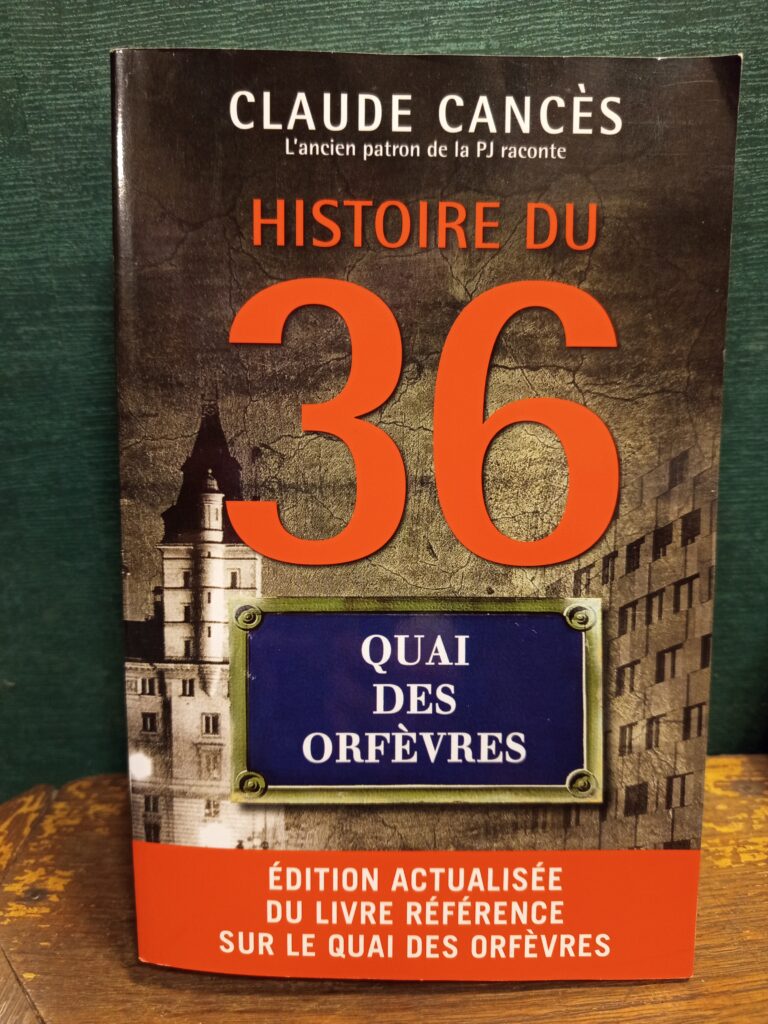 CLAUDE CANCÈS
L'ancien patron de la PJ raconte
HISTOIRE DU
36
QUAI
DES
ORFÈVRES
ÉDITION ACTUALISÉE
DU LIVRE RÉFÉRENCE
SUR LE QUAI DES ORFÈVRES